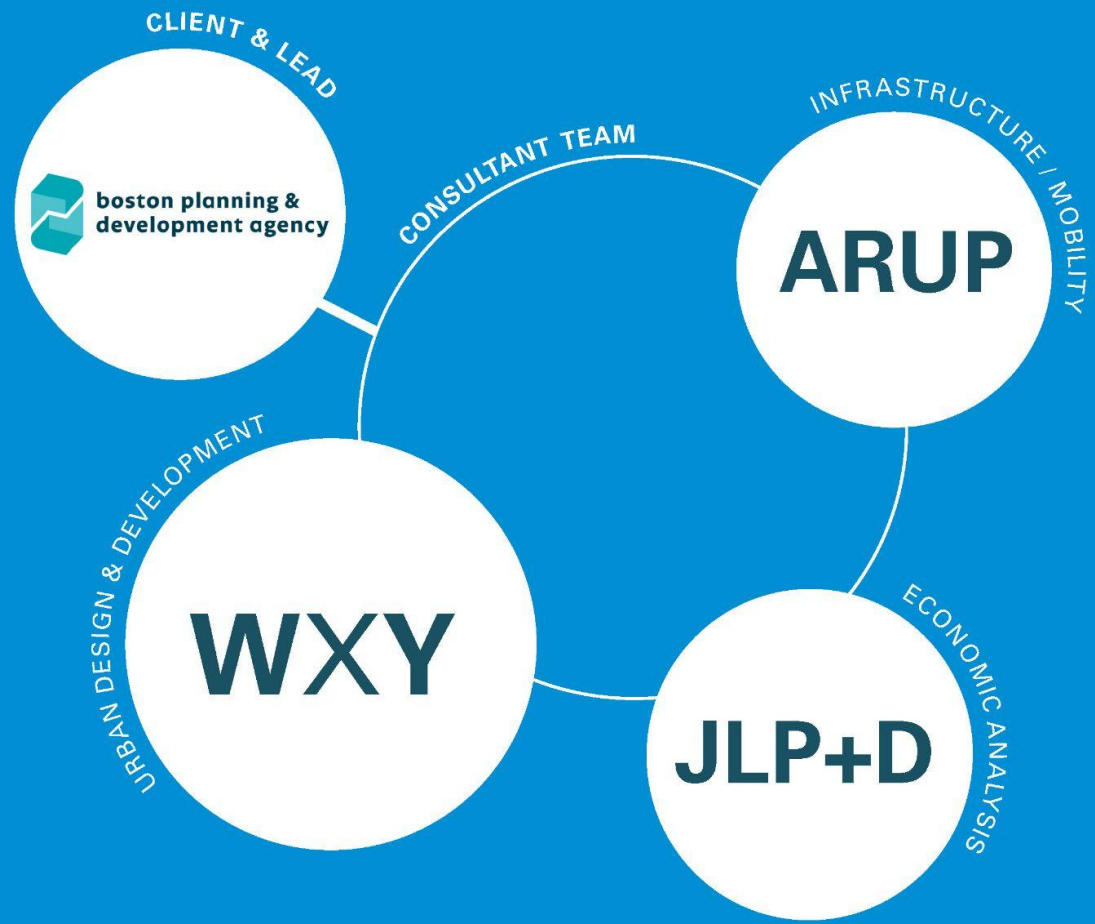 CLIENT & LEAD
boston planning &
development agency
CONSULTANT TEAM
INFRASTRUCTURE / MOBILITY
ARUP
URBAN DESIGN & DEVELOPMENT
WXY
ECONOMIC ANALYSIS
JLP+D